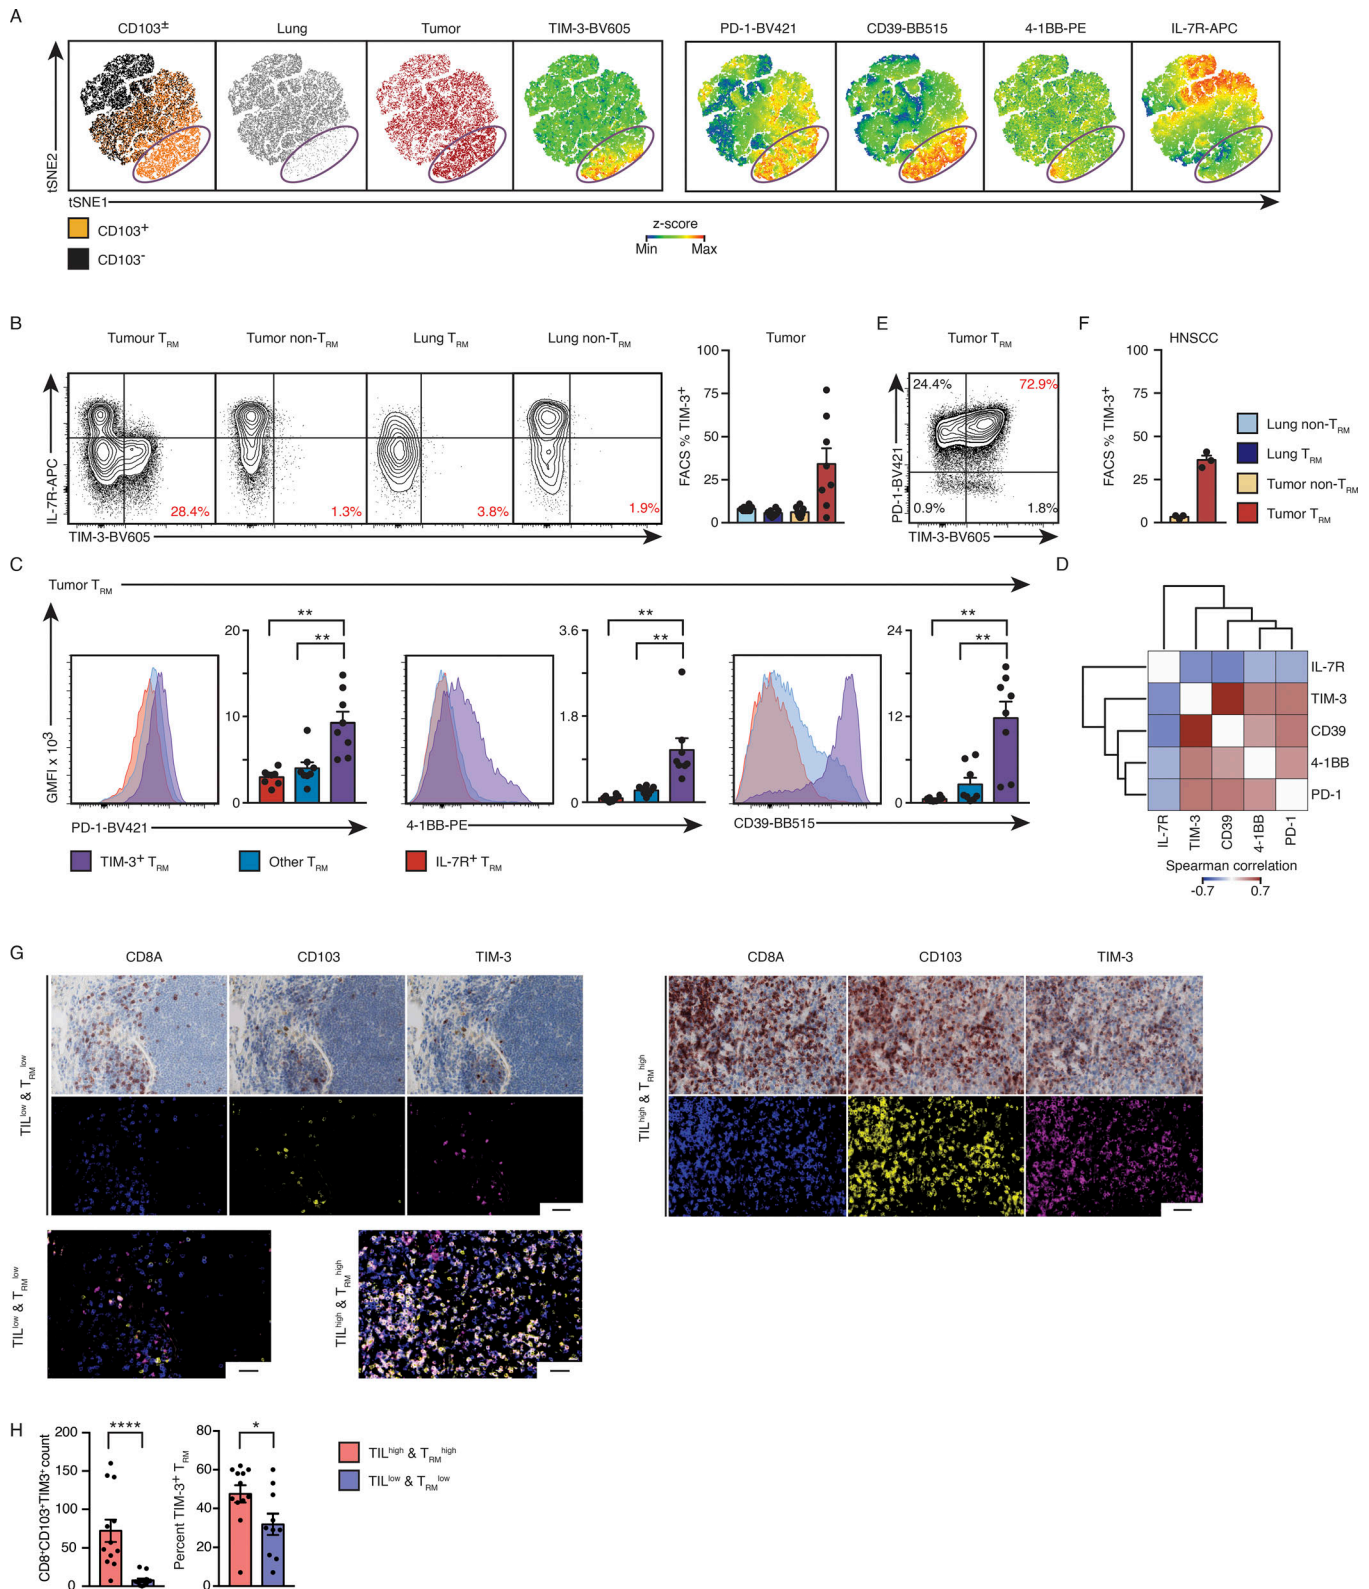 A
CD103±
Lung
Tumor
TIM-3-BV605
PD-1-BV421
CD39-BB515
4-1BB-PE
IL-7R-APC
tSNE2
tSNE1
CD103+
CD103-
z-score
Min Max
B
Tumour TRM
Tumor non-TRM
Lung TRM
Lung non-TRM
IL-7R-APC
28.4%
1.3%
3.8%
1.9%
TIM-3-BV605
Tumor
FACS % TIM-3+
100
75
50
25
0
E
Tumor TRM
24.4%
72.9%
0.9%
1.8%
PD-1-BV421
TIM-3-BV605
F
HNSCC
FACS % TIM-3+
100
75
50
25
0
Lung non-TRM
Lung TRM
Tumor non-TRM
Tumor TRM
C
Tumor TRM
GMFI x 10³
PD-1-BV421
20
10
0
**
**
4-1BB-PE
3.6
1.8
0
**
**
CD39-BB515
24
12
0
**
**
TIM-3+ TRM
Other TRM
IL-7R+ TRM
D
IL-7R
TIM-3
CD39
4-1BB
PD-1
IL-7R
TIM-3
CD39
4-1BB
PD-1
Spearman correlation
-0.7 0.7
G
CD8A
CD103
TIM-3
TILlow & TRMlow
CD8A
CD103
TIM-3
TILhigh & TRMhigh
TILlow & TRMlow
TILhigh & TRMhigh
H
CD8+CD103+TIM3+count
200
150
100
50
0
****
Percent TIM-3+ TRM
80
60
40
20
0
*
TILhigh & TRMhigh
TILlow & TRMlow